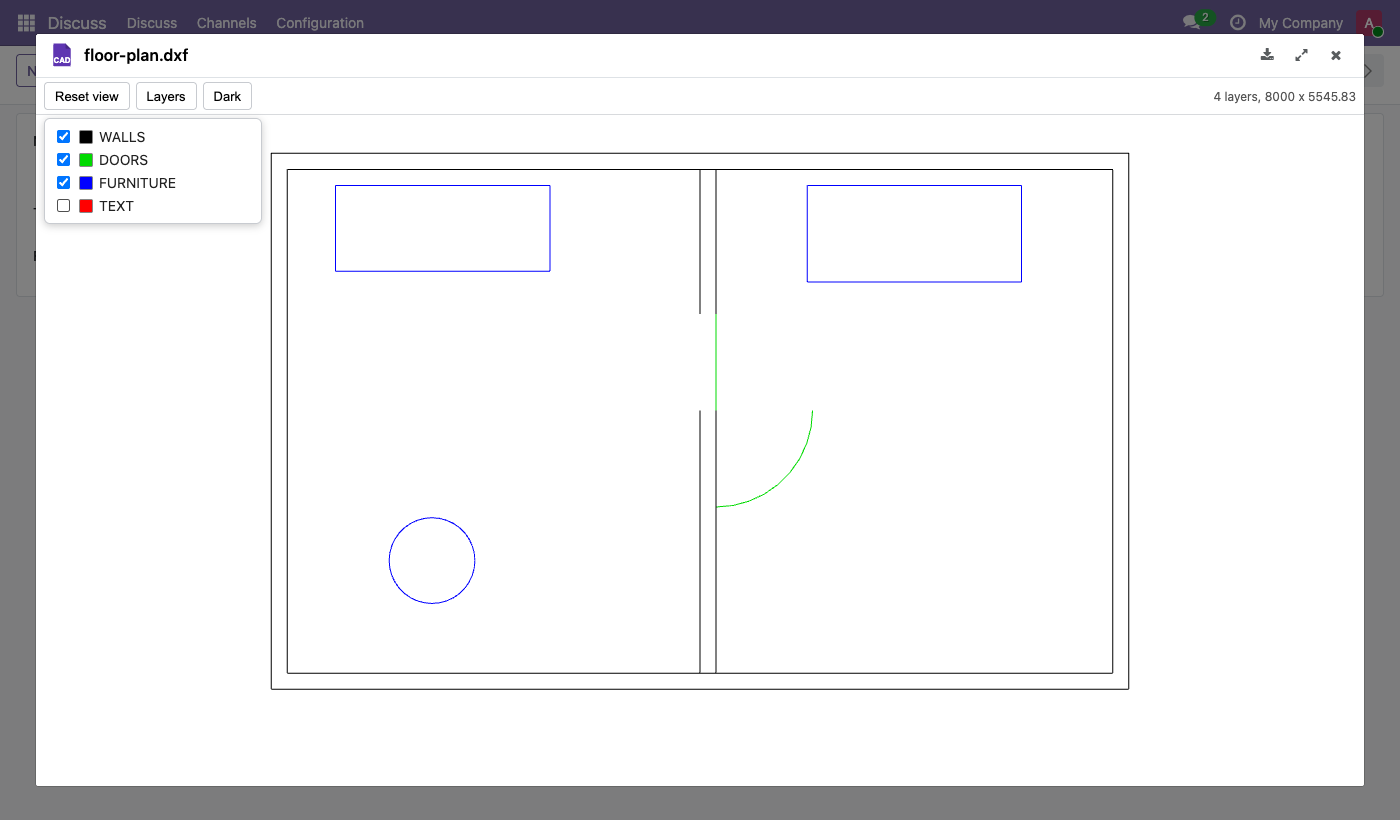 Discuss Discuss Channels Configuration 2 My Company A
CAD floor-plan.dxf
Reset view Layers Dark 4 layers, 8000 x 5545.83
WALLS
DOORS
FURNITURE
TEXT